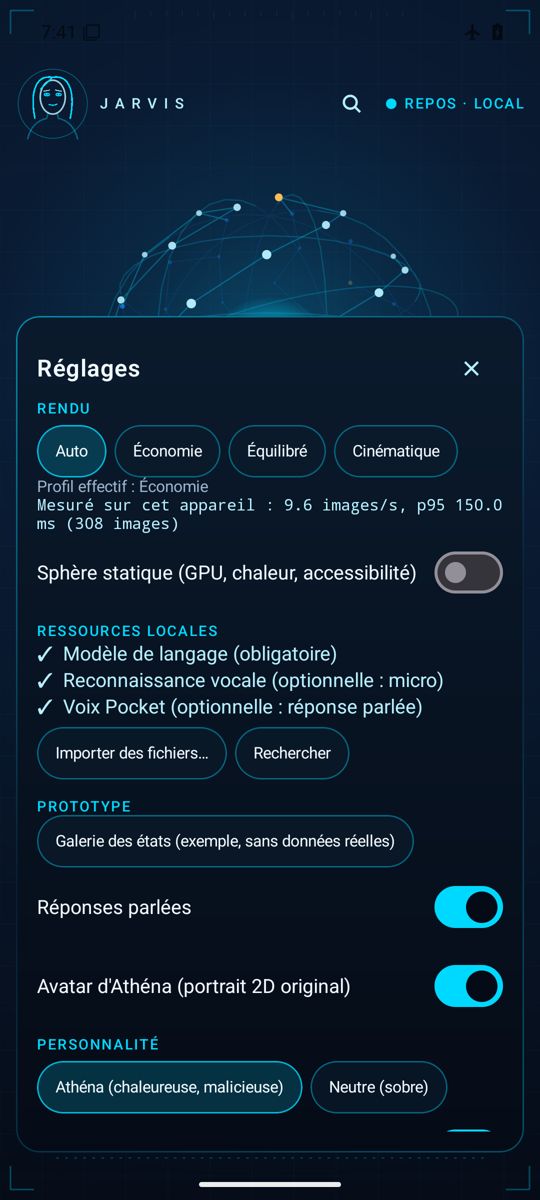 7:41
JARVIS
REPOS · LOCAL
Réglages
RENDU
Auto
Économie
Équilibré
Cinématique
Profil effectif : Économie
Mesuré sur cet appareil : 9.6 images/s, p95 150.0
ms (308 images)
Sphère statique (GPU, chaleur, accessibilité)
RESSOURCES LOCALES
✓ Modèle de langage (obligatoire)
✓ Reconnaissance vocale (optionnelle : micro)
✓ Voix Pocket (optionnelle : réponse parlée)
Importer des fichiers…
Rechercher
PROTOTYPE
Galerie des états (exemple, sans données réelles)
Réponses parlées
Avatar d'Athéna (portrait 2D original)
PERSONNALITÉ
Athéna (chaleureuse, malicieuse)
Neutre (sobre)